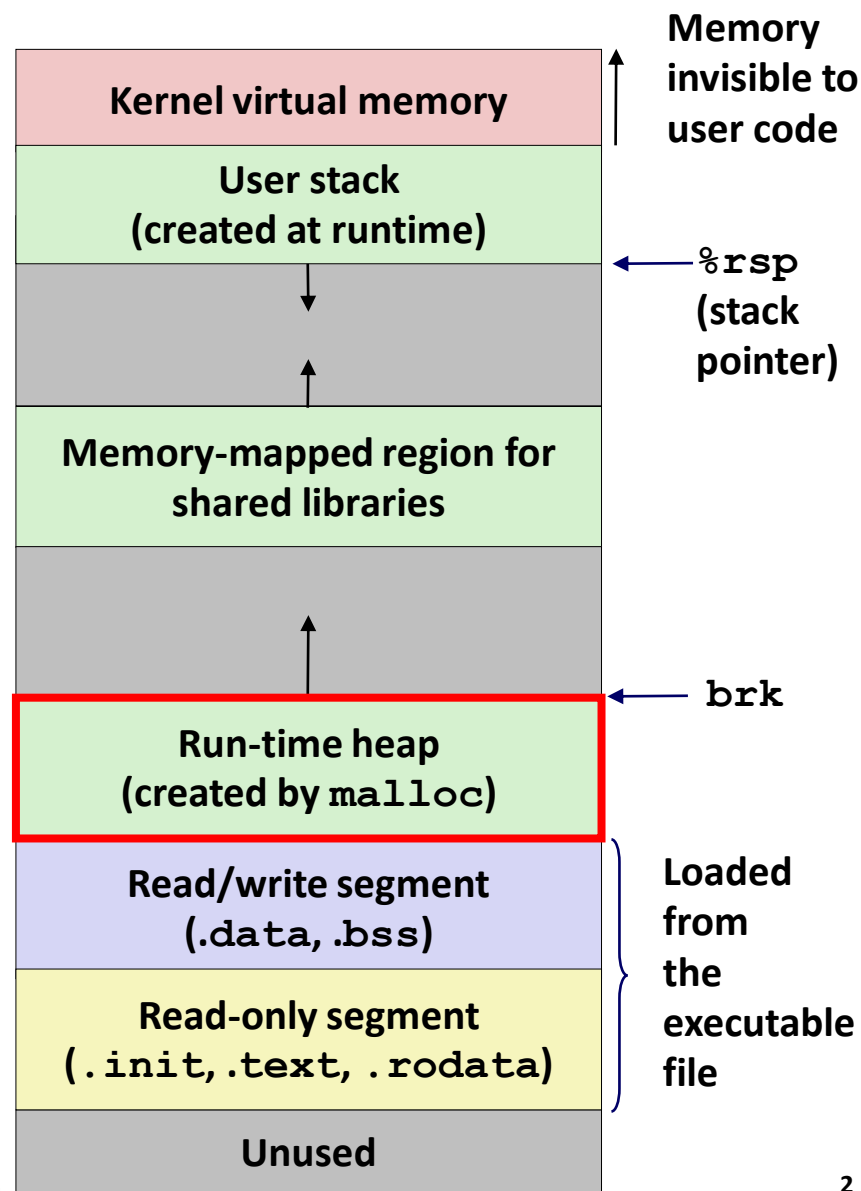 Memory
invisible to
user code
Kernel virtual memory
User stack
(created at runtime)
%rsp
(stack
pointer)
Memory-mapped region for
shared libraries
brk
Run-time heap
(created by malloc)
Read/write segment
(.data, .bss)
Read-only segment
(.init, .text, .rodata)
Loaded
from
the
executable
file
Unused
2